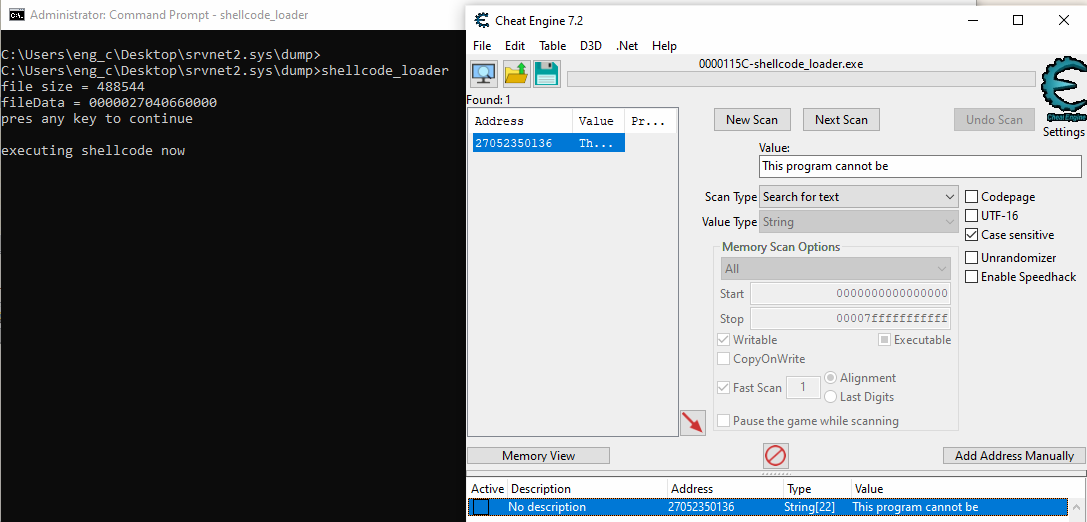 Administrator: Command Prompt - shellcode_loader
C:\Users\eng_c\Desktop\srvnet2.sys\dump>
C:\Users\eng_c\Desktop\srvnet2.sys\dump>shellcode_loader
file size = 488544
fileData = 0000027040660000
pres any key to continue
executing shellcode now
Cheat Engine 7.2
File Edit Table D3D .Net Help
0000115C-shellcode_loader.exe
Found: 1
Address Value Pr...
27052350136 Th...
New Scan Next Scan Undo Scan
Cheat Engine
Settings
Value:
This program cannot be
Scan Type Search for text
Value Type String
Codepage
UTF-16
Case sensitive
Unrandomizer
Enable Speedhack
Memory Scan Options
All
Start 0000000000000000
Stop 00007fffffffffff
Writable Executable
CopyOnWrite
Fast Scan 1 Alignment
Last Digits
Pause the game while scanning
Memory View Add Address Manually
Active Description Address Type Value
No description 27052350136 String[22] This program cannot be